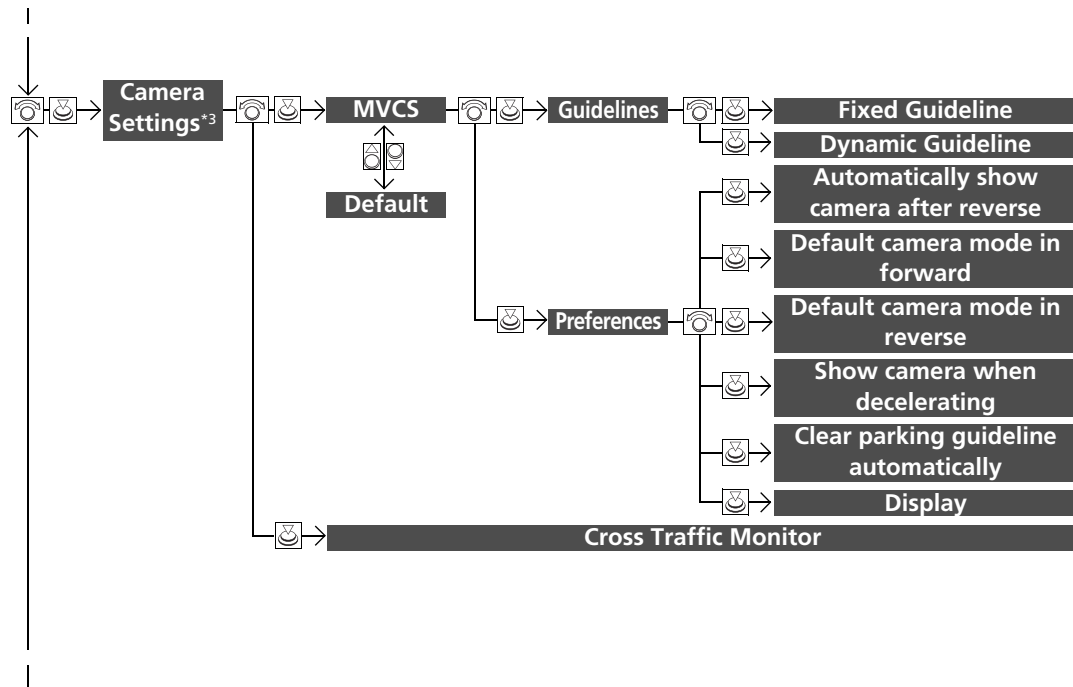 Camera
Settings*3
MVCS
Default
Guidelines
Fixed Guideline
Dynamic Guideline
Preferences
Automatically show
camera after reverse
Default camera mode in
forward
Default camera mode in
reverse
Show camera when
decelerating
Clear parking guideline
automatically
Display
Cross Traffic Monitor